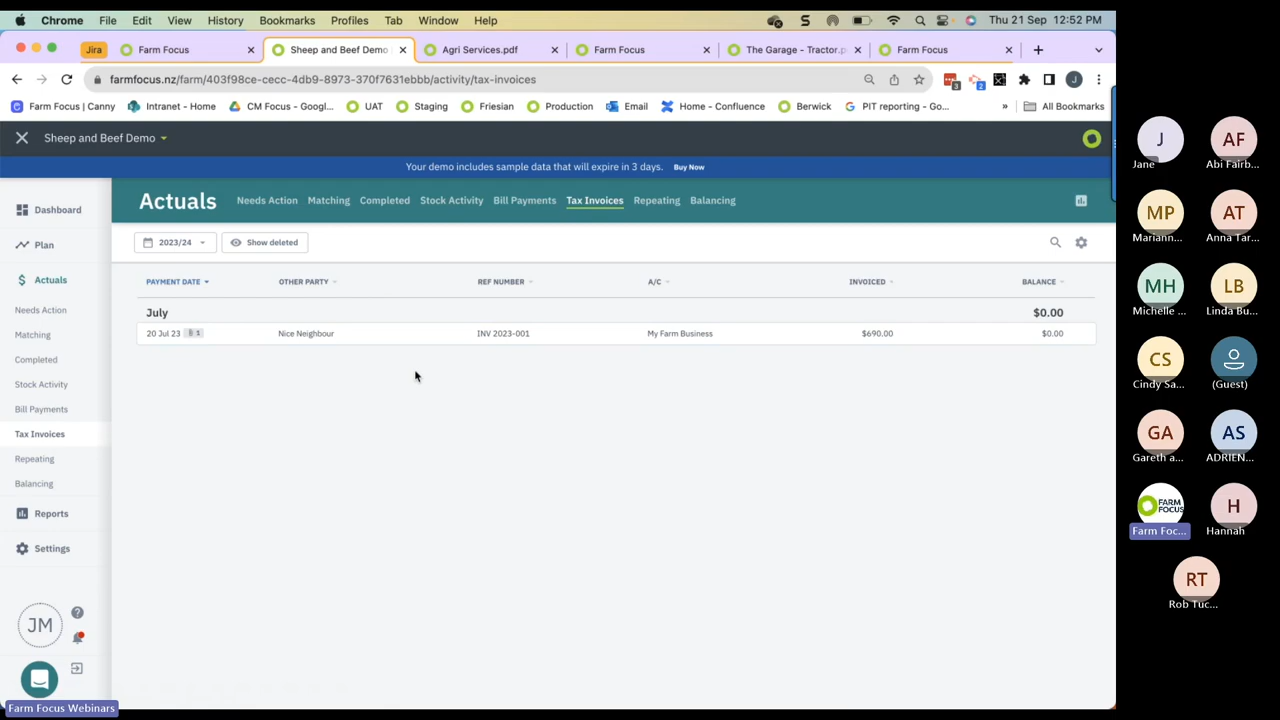 Chrome File Edit View History Bookmarks Profiles Tab Window Help Thu 21 Sep 12:52 PM
Jira Farm Focus Sheep and Beef Demo Agri Services.pdf Farm Focus The Garage - Tractor.p Farm Focus
farmfocus.nz/farm/403f98ce-cecc-4db9-8973-370f7631ebbb/activity/tax-invoices
Farm Focus | Canny Intranet - Home CM Focus - Googl... UAT Staging Friesian Production Email Home - Confluence Berwick PIT reporting - Go... » All Bookmarks
Sheep and Beef Demo
Your demo includes sample data that will expire in 3 days. Buy Now
Actuals Needs Action Matching Completed Stock Activity Bill Payments Tax Invoices Repeating Balancing
Dashboard
Plan
Actuals
Needs Action
Matching
Completed
Stock Activity
Bill Payments
Tax Invoices
Repeating
Balancing
Reports
Settings
JM
2023/24 Show deleted
PAYMENT DATE OTHER PARTY REF NUMBER A/C INVOICED BALANCE
July $0.00
20 Jul 23 1 Nice Neighbour INV 2023-001 My Farm Business $690.00 $0.00
Farm Focus Webinars
J AF
Jane Abi Fairb...
MP AT
Mariann... Anna Tar...
MH LB
Michelle ... Linda Bu...
CS
Cindy Sa... (Guest)
GA AS
Gareth a... ADRIEN...
FARM FOCUS H
Farm Foc... Hannah
RT
Rob Tuc...